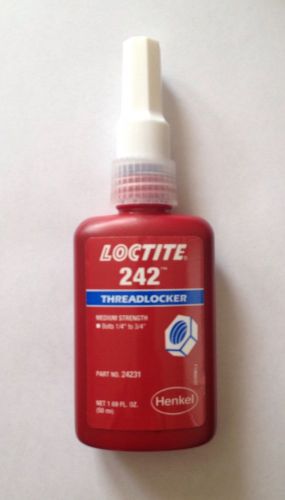 LOCTITE®
242™
THREADLOCKER
MEDIUM STRENGTH
• Bolts 1/4" to 3/4"
PART NO. 24231
NET 1.69 FL. OZ.
(50 ml)
Henkel